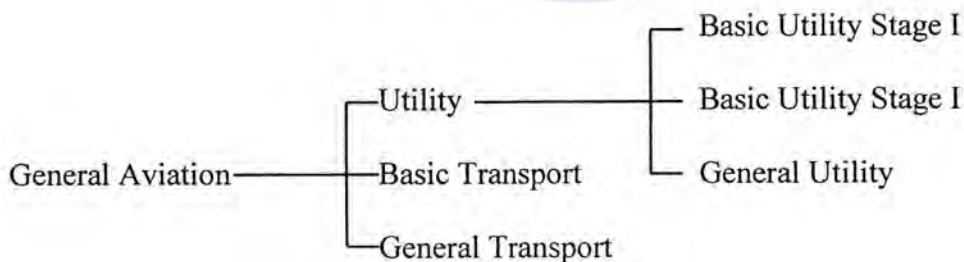 Basic Utility Stage I
Utility
Basic Utility Stage I
General Aviation
Basic Transport
General Utility
General Transport